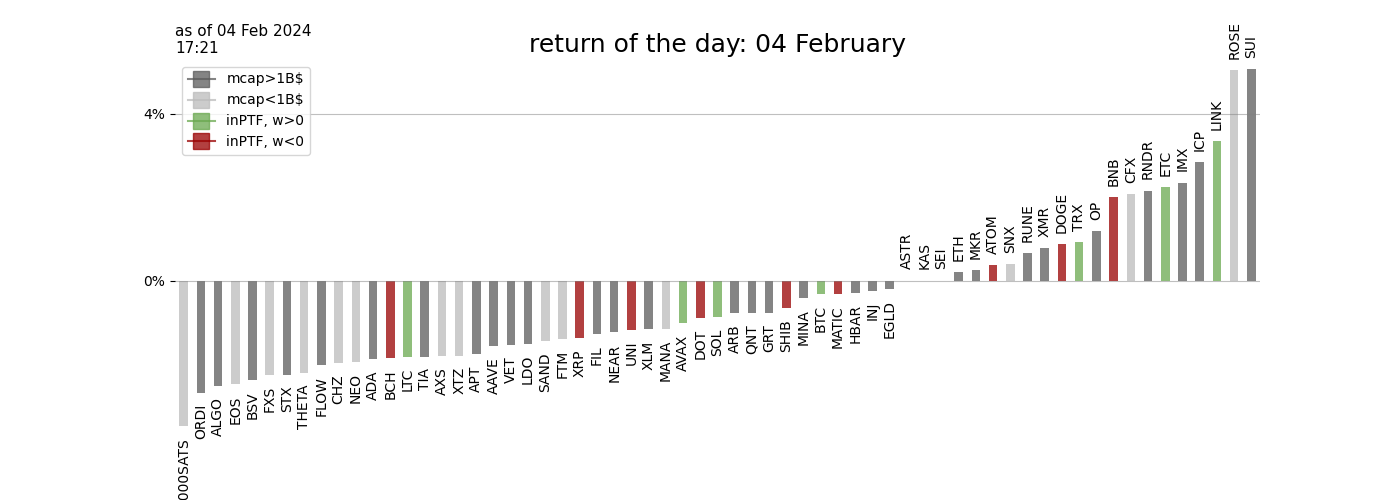 as of 04 Feb 2024
17:21
return of the day: 04 February
mcap>1B$
mcap<1B$
inPTF, w>0
inPTF, w<0
4%
0%
000SATS
ORDI
ALGO
EOS
BSV
FXS
STX
THETA
FLOW
CHZ
NEO
ADA
BCH
LTC
TIA
AXS
XTZ
APT
AAVE
VET
LDO
SAND
FTM
XRP
FIL
NEAR
UNI
XLM
MANA
AVAX
DOT
SOL
ARB
QNT
GRT
SHIB
MINA
BTC
MATIC
HBAR
INJ
EGLD
ASTR
KAS
SEI
ETH
MKR
ATOM
SNX
RUNE
XMR
DOGE
TRX
OP
BNB
CFX
RNDR
ETC
IMX
ICP
LINK
ROSE
SUI